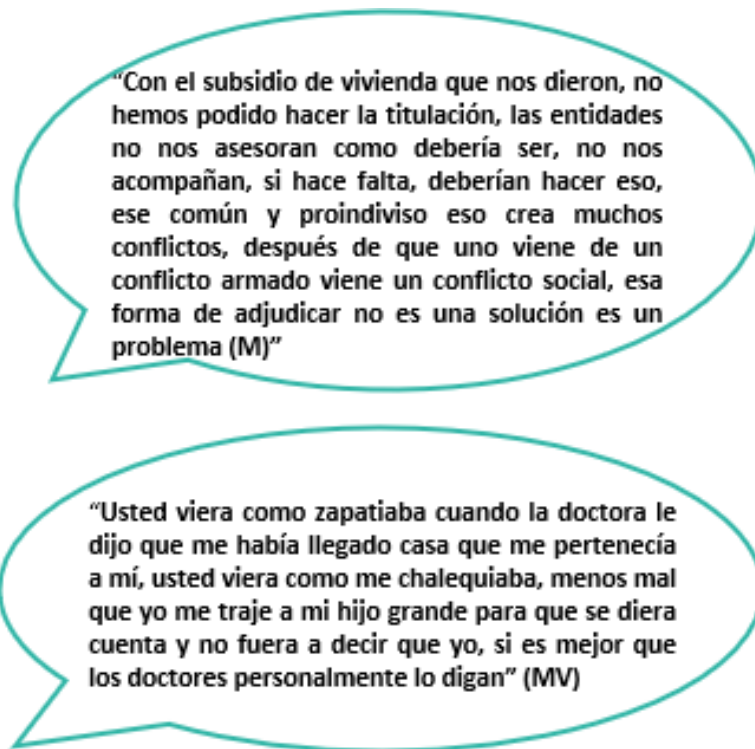 “Con el subsidio de vivienda que nos dieron, no
hemos podido hacer la titulación, las entidades
no nos asesoran como debería ser, no nos
acompañan, si hace falta, deberían hacer eso,
ese común y proindiviso eso crea muchos
conflictos, después de que uno viene de un
conflicto armado viene un conflicto social, esa
forma de adjudicar no es una solución es un
problema (M)”
“Usted viera como zapatiaba cuando la doctora le
dijo que me había llegado casa que me pertenecía
a mí, usted viera como me chalequiaba, menos mal
que yo me traje a mi hijo grande para que se diera
cuenta y no fuera a decir que yo, si es mejor que
los doctores personalmente lo digan” (MV)